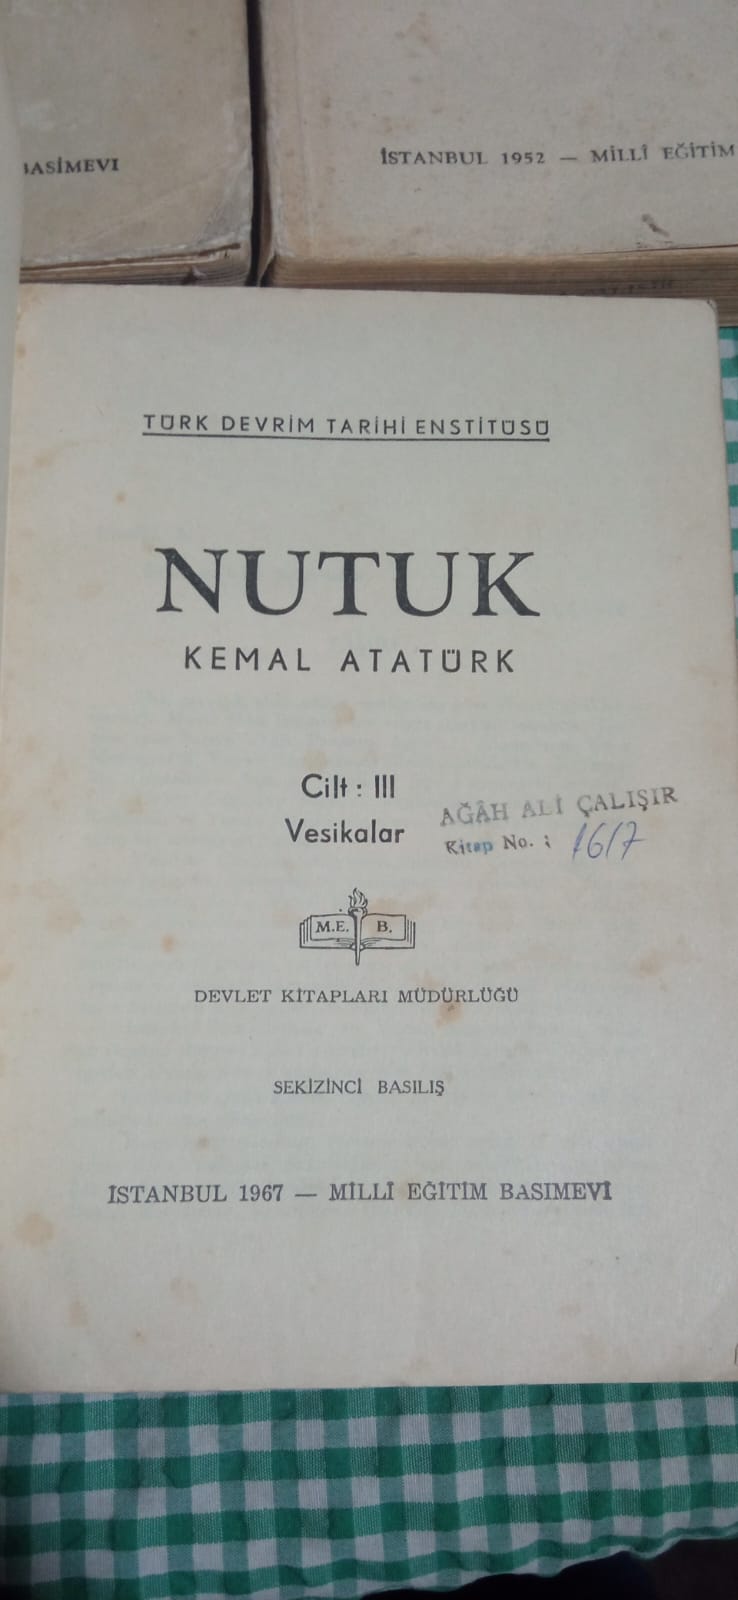 BASİMEVI
İSTANBUL 1952 — MİLLÎ EĞİTİM
TÜRK DEVRİM TARİHİ ENSTİTÜSÜ
NUTUK
KEMAL ATATÜRK
Cilt : III
Vesikalar
AĞÂH ALİ ÇALIŞIR
Kitap No. : 1617
M.E. B.
DEVLET KİTAPLARI MÜDÜRLÜĞÜ
SEKİZİNCİ BASILIŞ
İSTANBUL 1967 — MİLLÎ EĞİTİM BASIMEVİ